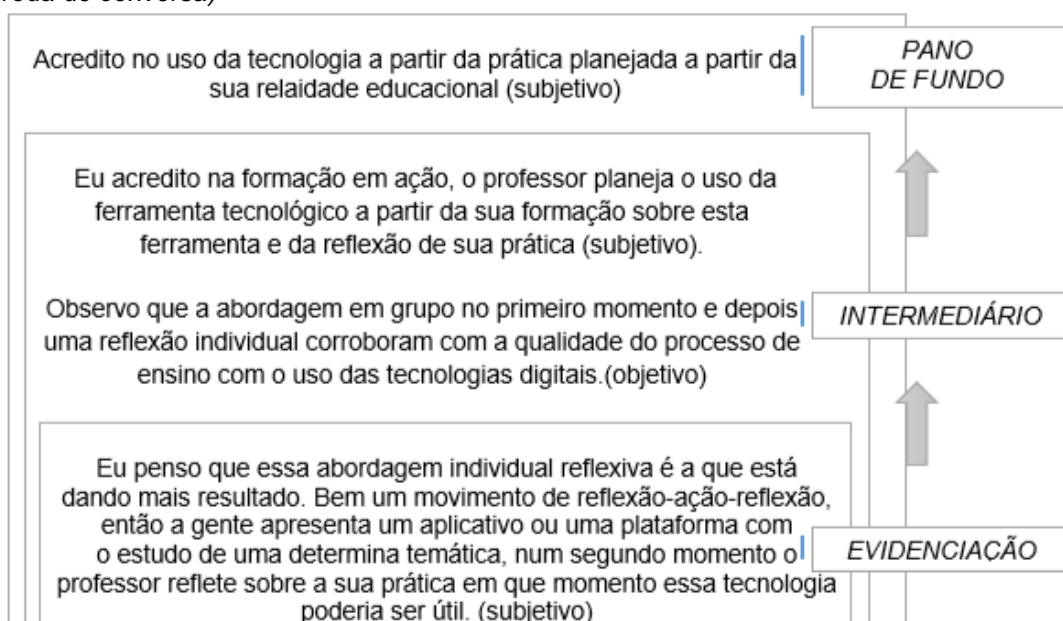 roda de conversa)
Acredito no uso da tecnologia a partir da prática planejada a partir da
sua relaidade educacional (subjetivo)
PANO
DE FUNDO
Eu acredito na formação em ação, o professor planeja o uso da
ferramenta tecnológico a partir da sua formação sobre esta
ferramenta e da reflexão de sua prática (subjetivo).
Observo que a abordagem em grupo no primeiro momento e depois
uma reflexão individual corroboram com a qualidade do processo de
ensino com o uso das tecnologias digitais.(objetivo)
INTERMEDIÁRIO
Eu penso que essa abordagem individual reflexiva é a que está
dando mais resultado. Bem um movimento de reflexão-ação-reflexão,
então a gente apresenta um aplicativo ou uma plataforma com
o estudo de uma determina temática, num segundo momento o
professor reflete sobre a sua prática em que momento essa tecnologia
poderia ser útil. (subjetivo)
EVIDENCIAÇÃO